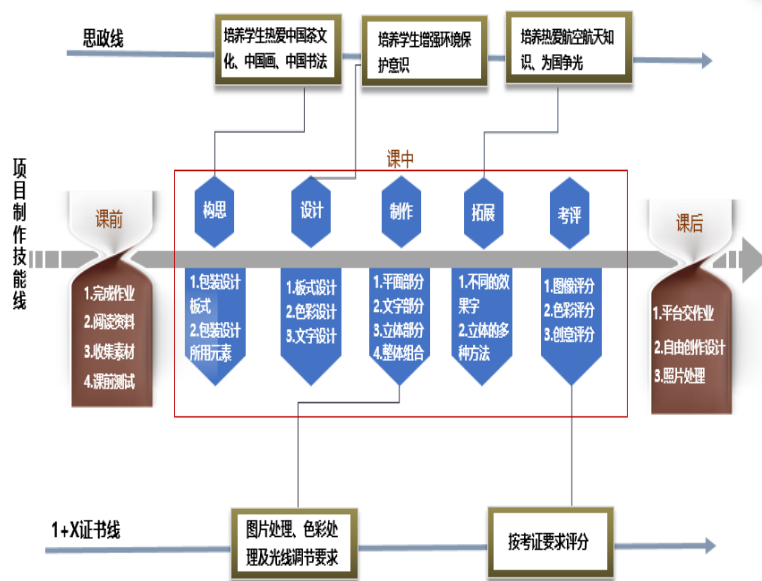 思政线
培养学生热爱中国茶文
化、中国画、中国书法
培养学生增强环境保
护意识
培养热爱航空航天知
识、为国争光
项目制作技能线
课前
1.完成作业
2.阅读资料
3.收集素材
4.课前测试
课中
构思
设计
制作
拓展
考评
1.包装设计
板式
2.包装设计
所用元素
1.板式设计
2.色彩设计
3.文字设计
1.平面部分
2.文字部分
3.立体部分
4.整体组合
1.不同的效
果字
2.立体的多
种方法
1.图像评分
2.色彩评分
3.创意评分
课后
1.平台交作业
2.自由创作设计
3.照片处理
1+X证书线
图片处理、色彩处
理及光线调节要求
按考证要求评分